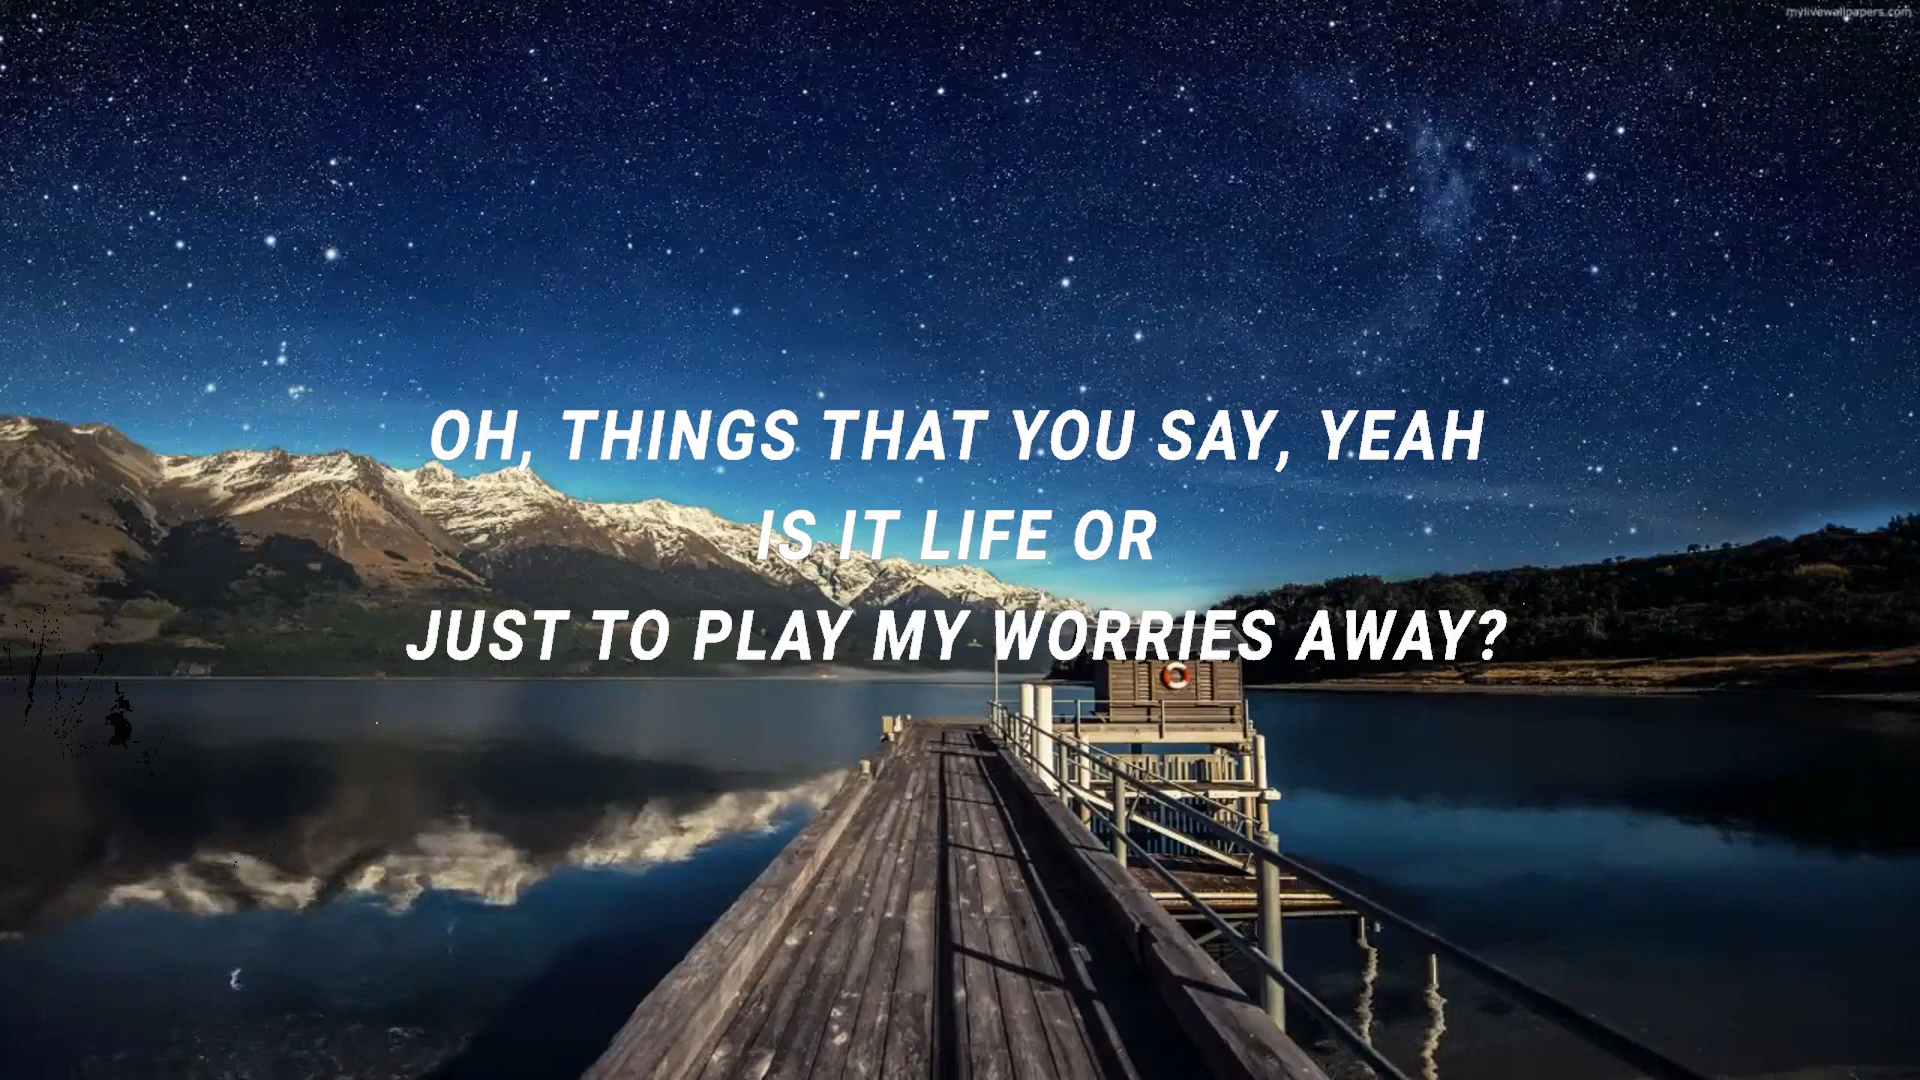 mylivewallpapers.com
OH, THINGS THAT YOU SAY, YEAH
IS IT LIFE OR
JUST TO PLAY MY WORRIES AWAY?